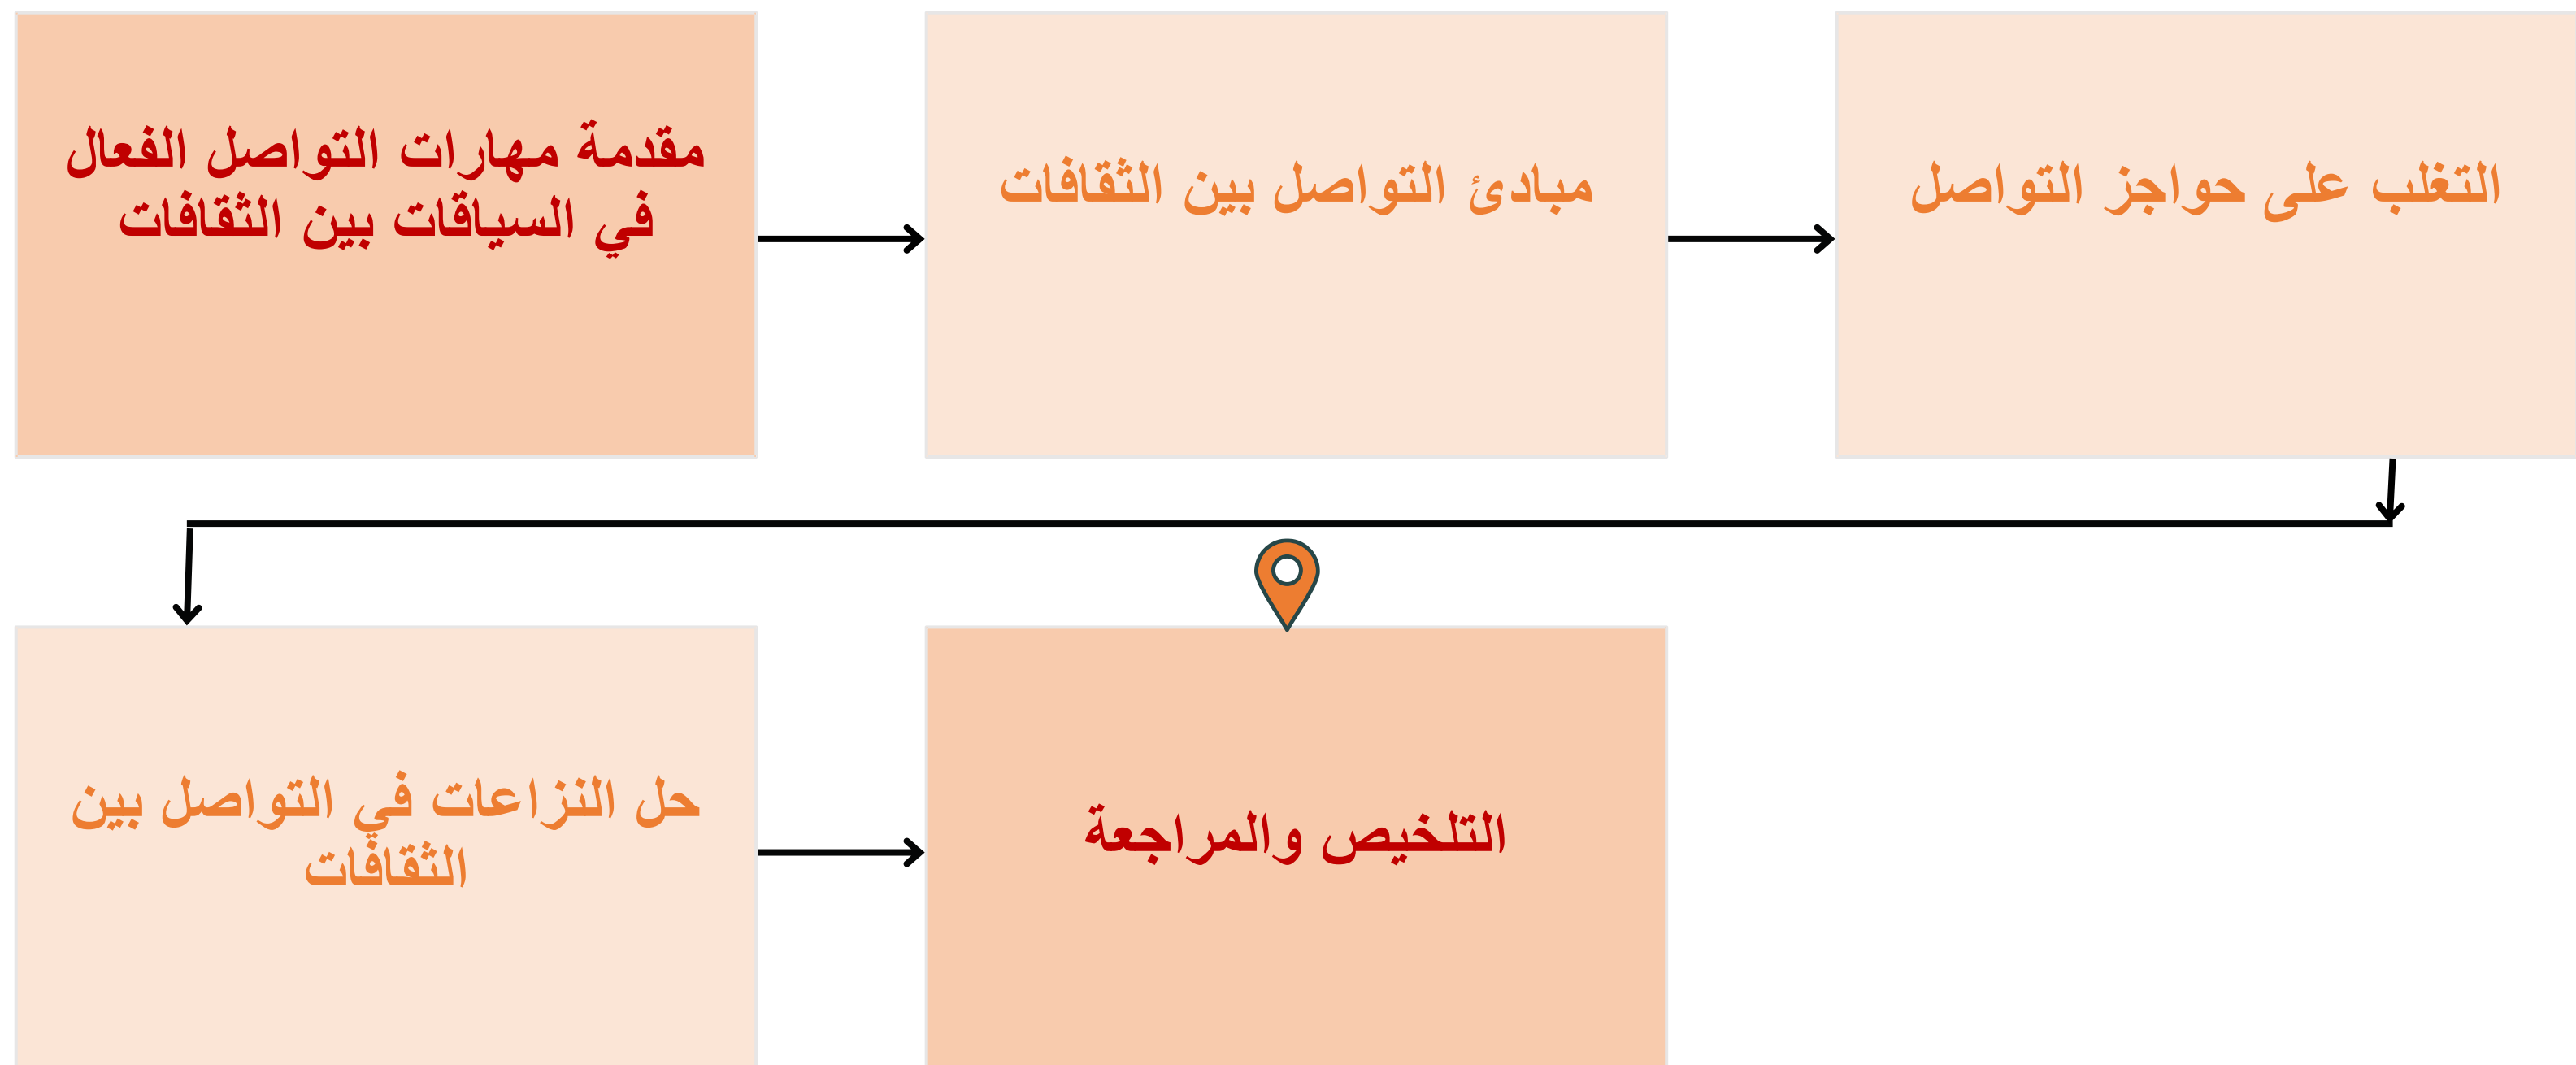 مقدمة مهارات التواصل الفعال
في السياقات بين الثقافات
مبادئ التواصل بين الثقافات
التغلب على حواجز التواصل
حل النزاعات في التواصل بين
الثقافات
التلخيص والمراجعة